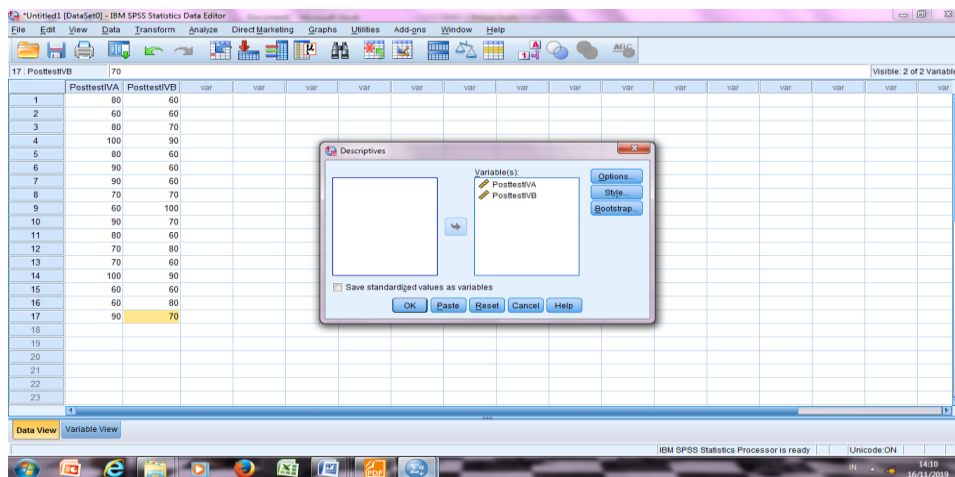 *Untitled1 [DataSet0] - IBM SPSS Statistics Data Editor
File Edit View Data Transform Analyze Direct Marketing Graphs Utilities Add-ons Window Help
17 : PosttestIVB 70 Visible: 2 of 2 Variable
PosttestIVA PosttestIVB var var var var var var var var var var var var var var var
1 80 60
2 60 60
3 80 70
4 100 90
5 80 60
6 90 60
7 90 60
8 70 70
9 60 100
10 90 70
11 80 60
12 70 80
13 70 60
14 100 90
15 60 60
16 60 80
17 90 70
18
19
20
21
22
23
Descriptives
Variable(s):
PosttestIVA
PosttestIVB
Options...
Style...
Bootstrap...
Save standardized values as variables
OK Paste Reset Cancel Help
Data View Variable View
IBM SPSS Statistics Processor is ready Unicode:ON
IN 14:10
16/11/2019